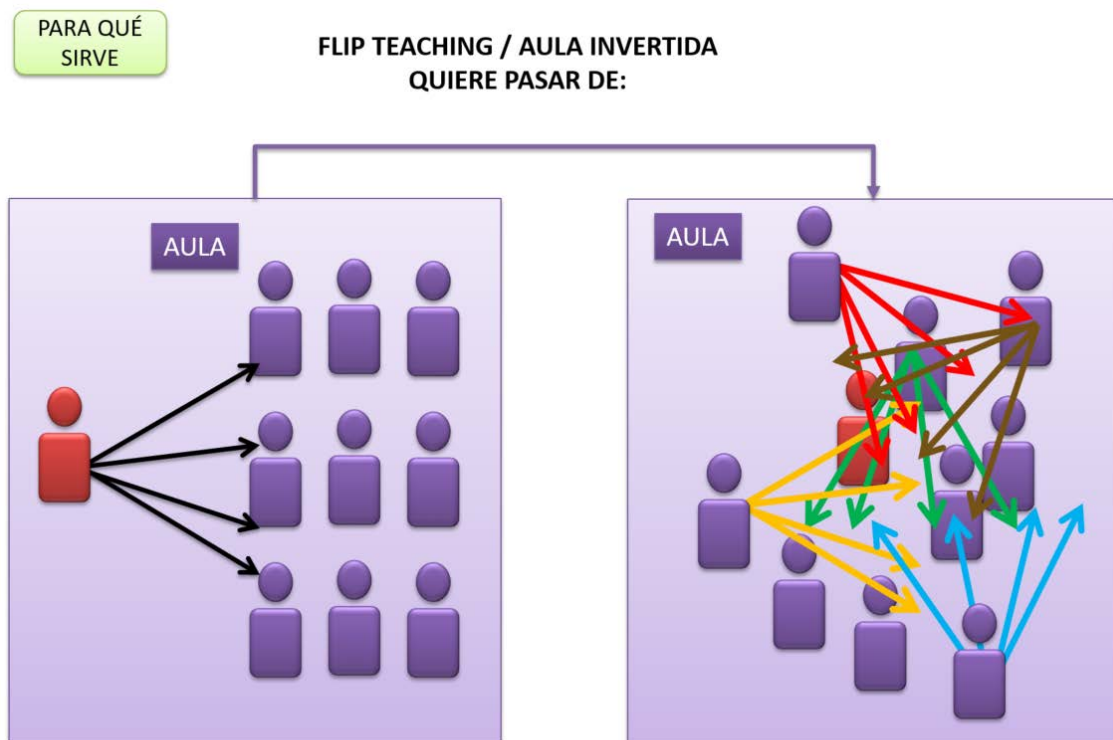 PARA QUÉ
SIRVE
FLIP TEACHING / AULA INVERTIDA
QUIERE PASAR DE:
AULA
AULA